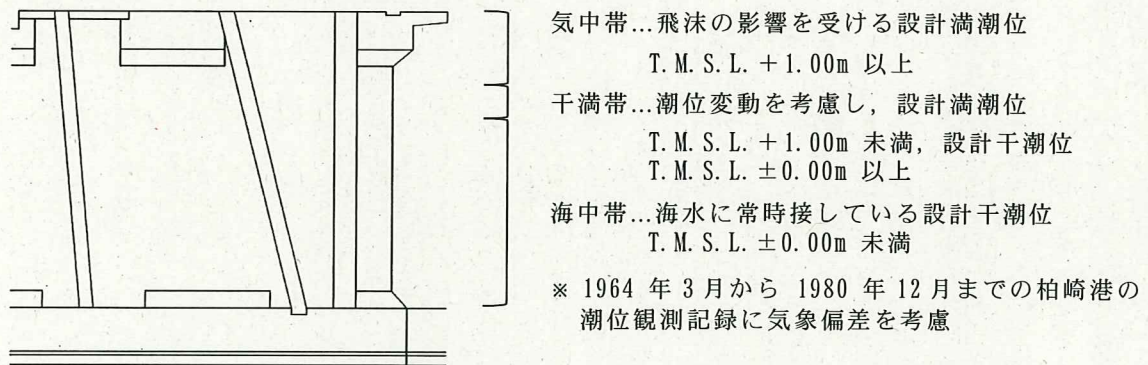 気中帯…飛沫の影響を受ける設計満潮位
T.M.S.L.＋1.00m 以上
干満帯…潮位変動を考慮し，設計満潮位
T.M.S.L.＋1.00m 未満，設計干潮位
T.M.S.L.±0.00m 以上
海中帯…海水に常時接している設計干潮位
T.M.S.L.±0.00m 未満
※ 1964 年 3月から 1980 年 12月までの柏崎港の
潮位観測記録に気象偏差を考慮